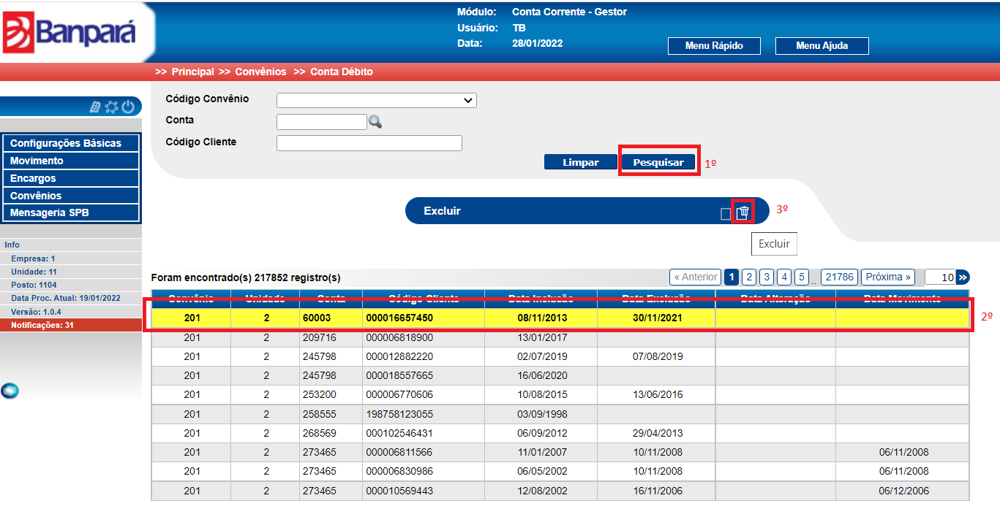 Banpará
Módulo: Conta Corrente - Gestor
Usuário: TB
Data: 28/01/2022
Menu Rápido Menu Ajuda
>> Principal >> Convênios >> Conta Débito
Configurações Básicas
Movimento
Encargos
Convênios
Mensageria SPB
Info
Empresa: 1
Unidade: 11
Posto: 1104
Data Proc. Atual: 19/01/2022
Versão: 1.0.4
Notificações: 31
Código Convênio
Conta
Código Cliente
Limpar Pesquisar 1º
Excluir 3º
Excluir
Foram encontrado(s) 217852 registro(s) « Anterior 1 2 3 4 5 .. 21786 Próxima » 10 »
Convênio Unidade Conta Código Cliente Data Inclusão Data Exclusão Data Alteração Data Movimento
201 2 60003 000016657450 08/11/2013 30/11/2021 2º
201 2 209716 000006818900 13/01/2017
201 2 245798 000012882220 02/07/2019 07/08/2019
201 2 245798 000018557665 16/06/2020
201 2 253200 000006770606 10/08/2015 13/06/2016
201 2 258555 198758123055 03/09/1998
201 2 268569 000102546431 06/09/2012 29/04/2013
201 2 273465 000006811566 11/01/2007 10/11/2008 06/11/2008
201 2 273465 000006830986 06/05/2002 10/11/2008 06/11/2008
201 2 273465 000010569443 12/08/2002 16/11/2006 06/12/2006